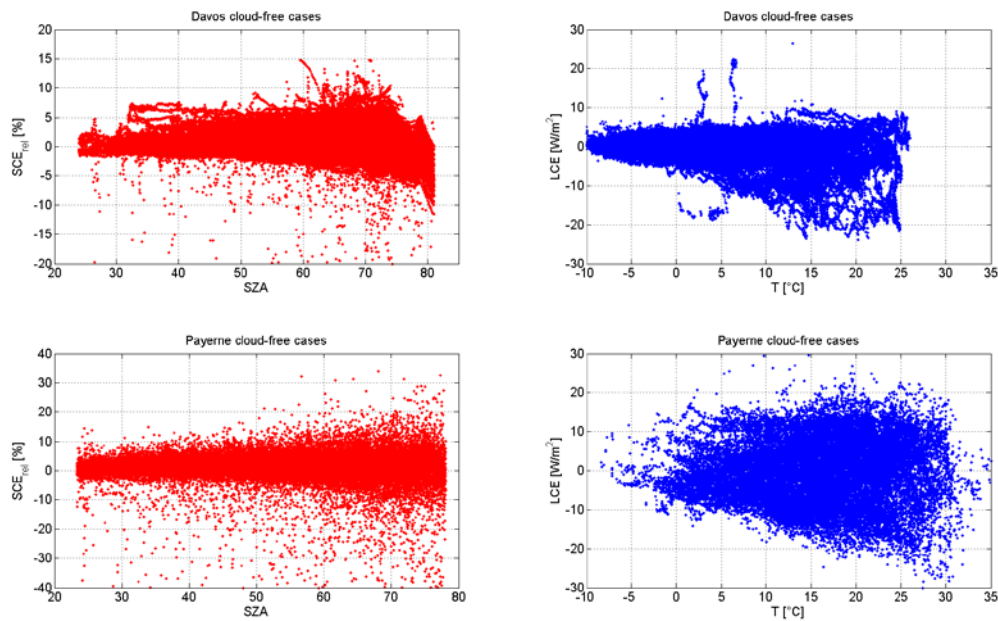 Davos cloud-free cases
20
15
10
5
0
-5
-10
-15
20
SCE_rel [%]
20 30 40 50 60 70 80
SZA
Davos cloud-free cases
30
20
10
0
-10
-20
-30
LCE [W/m²]
-10 -5 0 5 10 15 20 25 30 35
T [°C]
Payerne cloud-free cases
40
30
20
10
0
-10
-20
-30
-40
SCE_rel [%]
20 30 40 50 60 70 80
SZA
Payerne cloud-free cases
30
20
10
0
-10
-20
-30
LCE [W/m²]
-10 -5 0 5 10 15 20 25 30 35
T [°C]